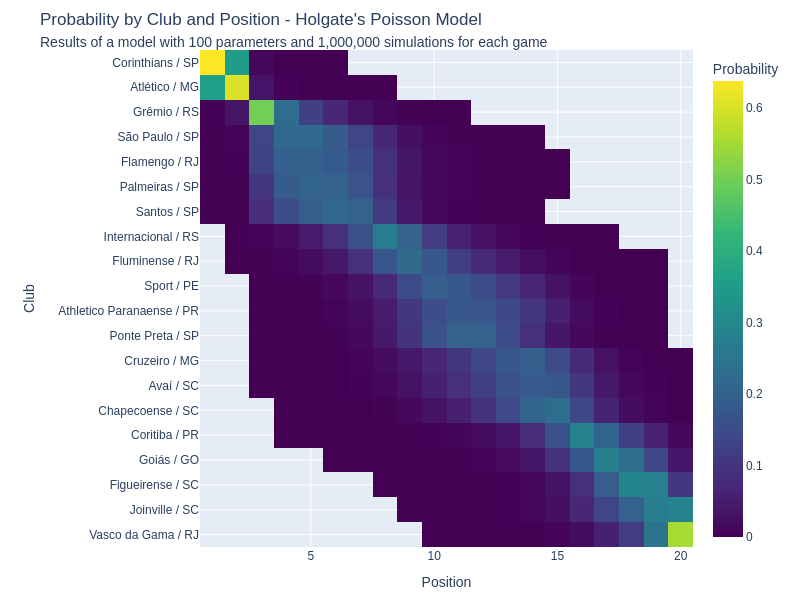 Probability by Club and Position - Holgate's Poisson Model
Results of a model with 100 parameters and 1,000,000 simulations for each game
Probability
Club
Corinthians / SP
Atlético / MG
Grêmio / RS
São Paulo / SP
Flamengo / RJ
Palmeiras / SP
Santos / SP
Internacional / RS
Fluminense / RJ
Sport / PE
Athletico Paranaense / PR
Ponte Preta / SP
Cruzeiro / MG
Avaí / SC
Chapecoense / SC
Coritiba / PR
Goiás / GO
Figueirense / SC
Joinville / SC
Vasco da Gama / RJ
5 10 15 20
Position
0.6
0.5
0.4
0.3
0.2
0.1
0